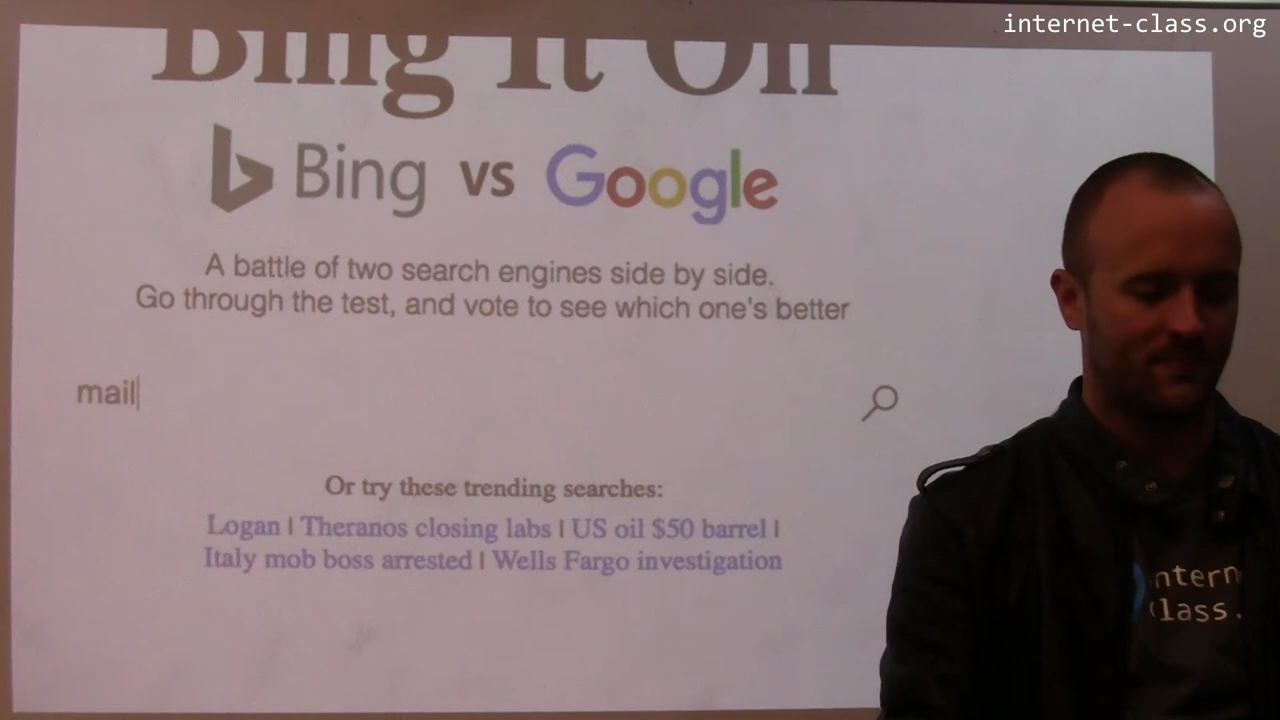 internet-class.org
Bing It On
Bing vs Google
A battle of two search engines side by side.
Go through the test, and vote to see which one's better
mail
Or try these trending searches:
Logan | Theranos closing labs | US oil $50 barrel |
Italy mob boss arrested | Wells Fargo investigation
ntern
class.